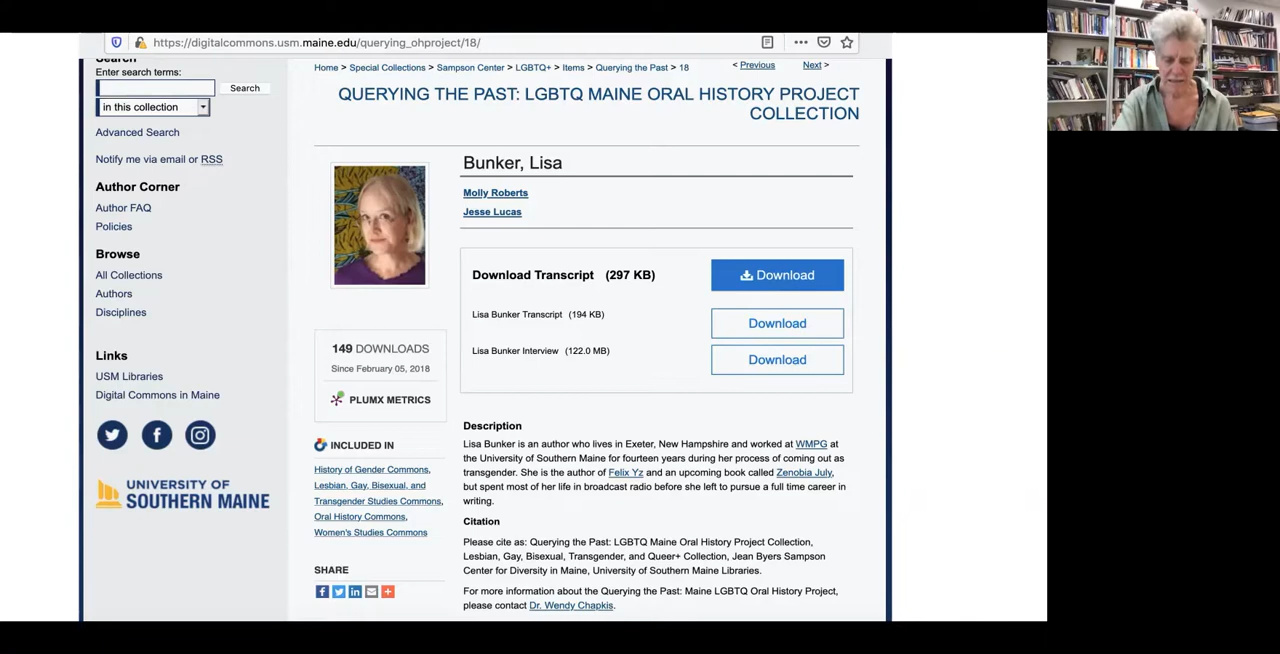 https://digitalcommons.usm.maine.edu/querying_ohproject/18/
Search
Enter search terms:
Search
in this collection
Advanced Search
Notify me via email or RSS
Author Corner
Author FAQ
Policies
Browse
All Collections
Authors
Disciplines
Links
USM Libraries
Digital Commons in Maine
UNIVERSITY OF
SOUTHERN MAINE
Home > Special Collections > Sampson Center > LGBTQ+ > Items > Querying the Past > 18
< Previous Next >
QUERYING THE PAST: LGBTQ MAINE ORAL HISTORY PROJECT
COLLECTION
Bunker, Lisa
Molly Roberts
Jesse Lucas
Download Transcript (297 KB)
Download
Lisa Bunker Transcript (194 KB)
Download
Lisa Bunker Interview (122.0 MB)
Download
149 DOWNLOADS
Since February 05, 2018
PLUMX METRICS
INCLUDED IN
History of Gender Commons,
Lesbian, Gay, Bisexual, and
Transgender Studies Commons,
Oral History Commons,
Women's Studies Commons
SHARE
Description
Lisa Bunker is an author who lives in Exeter, New Hampshire and worked at WMPG at
the University of Southern Maine for fourteen years during her process of coming out as
transgender. She is the author of Felix Yz and an upcoming book called Zenobia July,
but spent most of her life in broadcast radio before she left to pursue a full time career in
writing.
Citation
Please cite as: Querying the Past: LGBTQ Maine Oral History Project Collection,
Lesbian, Gay, Bisexual, Transgender, and Queer+ Collection, Jean Byers Sampson
Center for Diversity in Maine, University of Southern Maine Libraries.
For more information about the Querying the Past: Maine LGBTQ Oral History Project,
please contact Dr. Wendy Chapkis.